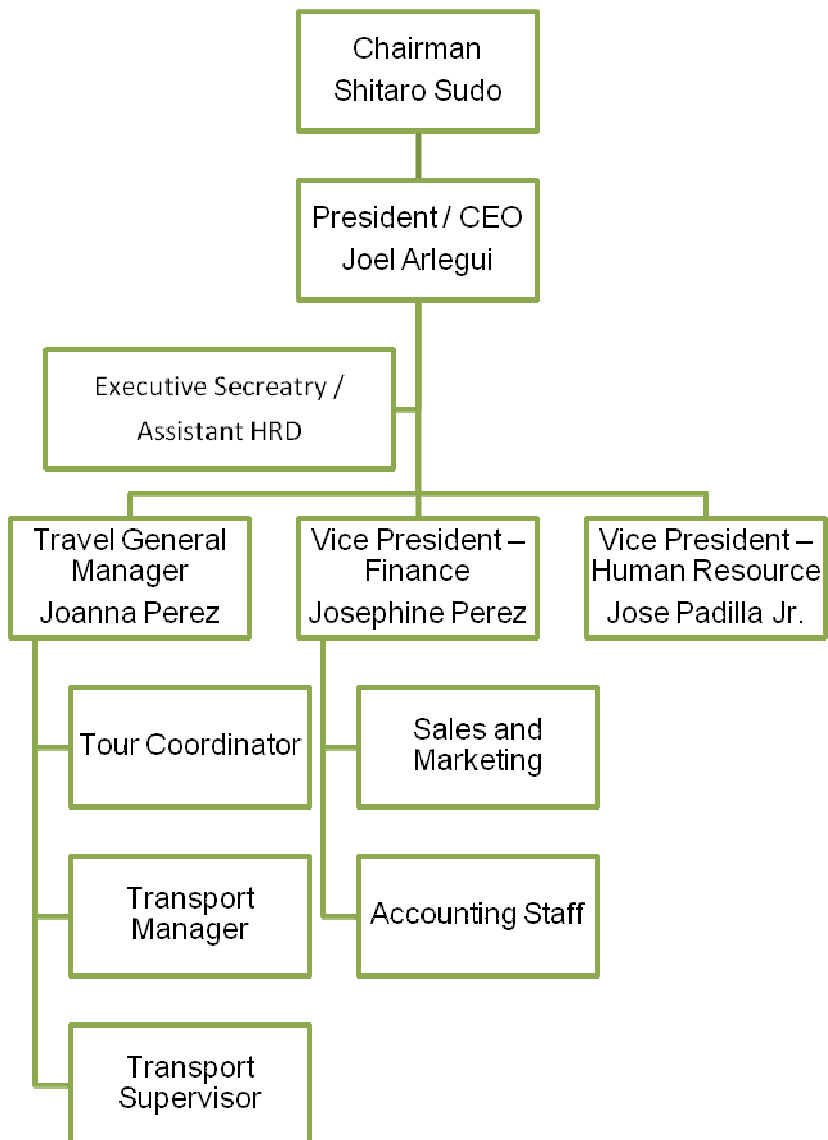 Chairman
Shitaro Sudo
President / CEO
Joel Arlegui
Executive Secreatry /
Assistant HRD
Travel General
Manager
Joanna Perez
Vice President –
Finance
Josephine Perez
Vice President –
Human Resource
Jose Padilla Jr.
Tour Coordinator
Sales and
Marketing
Transport
Manager
Accounting Staff
Transport
Supervisor